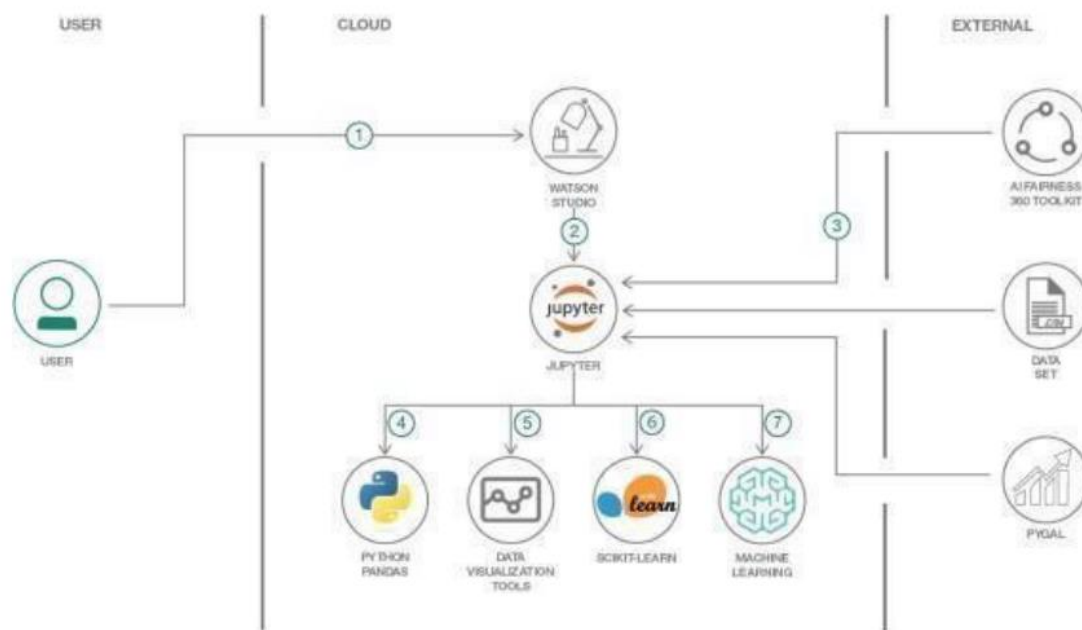 USER
CLOUD
EXTERNAL
1
WATSON
STUDIO
AI FAIRNESS
360 TOOLKIT
2
3
jupyter
JUPYTER
USER
.CSV
DATA
SET
4
5
6
7
learn
PYTHON
PANDAS
DATA
VISUALIZATION
TOOLS
SCIKIT-LEARN
MACHINE
LEARNING
PYGAL